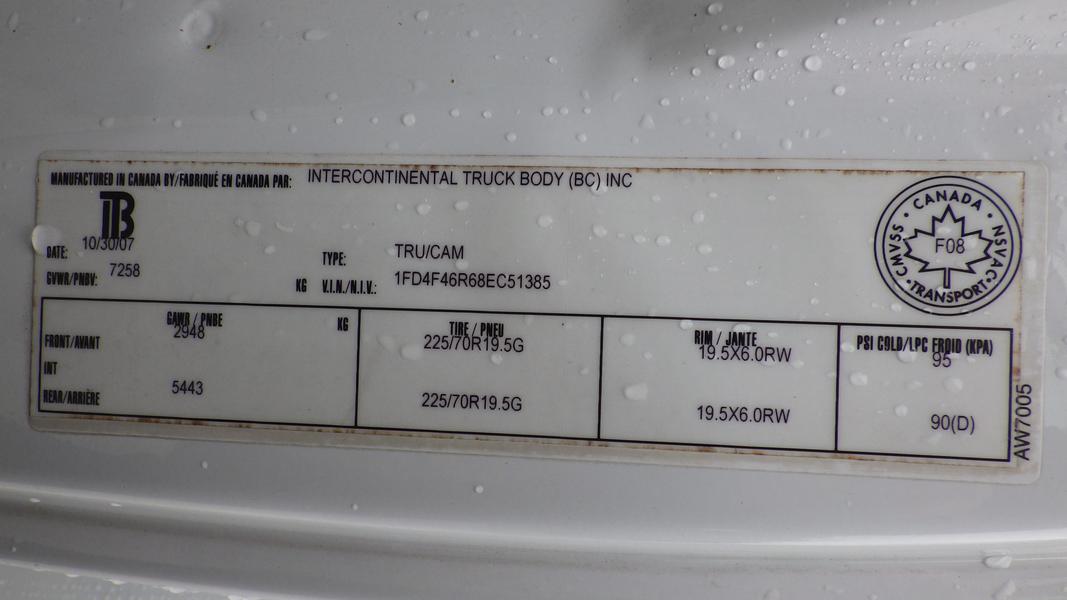 MANUFACTURED IN CANADA BY/FABRIQUÉ EN CANADA PAR: INTERCONTINENTAL TRUCK BODY (BC) INC
ITB
DATE: 10/30/07 TYPE: TRU/CAM
GVWR/PNBV: 7258 KG V.I.N./N.I.V.: 1FD4F46R68EC51385
CANADA
CMVSS F08 NSVAC
TRANSPORT
GAWR / PNBE KG TIRE / PNEU RIM / JANTE PSI COLD/LPC FROID (KPA)
FRONT/AVANT 2948 225/70R19.5G 19.5X6.0RW 95
INT
REAR/ARRIÈRE 5443 225/70R19.5G 19.5X6.0RW 90(D)
AW7005